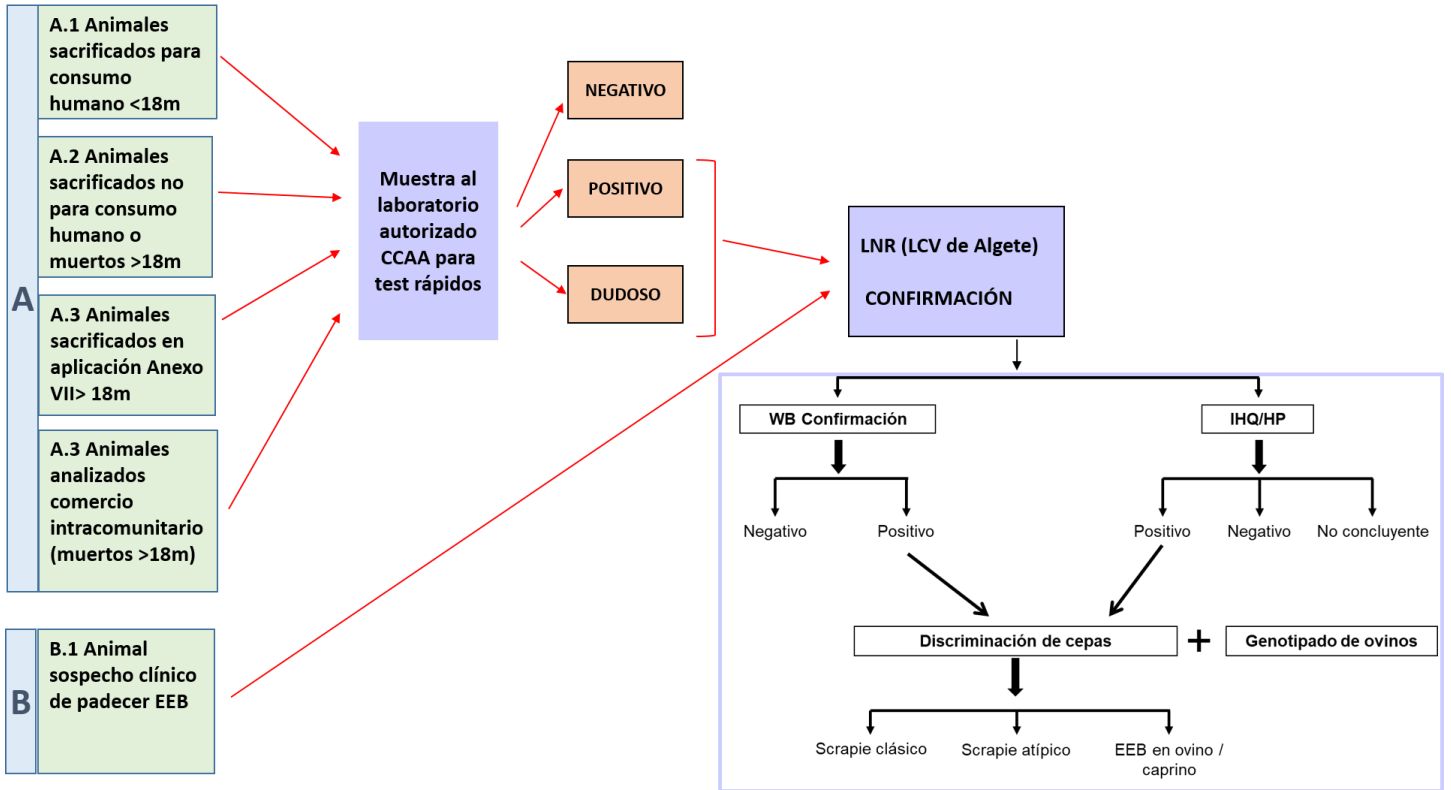 A
A.1 Animales
sacrificados para
consumo
humano <18m
A.2 Animales
sacrificados no
para consumo
humano o
muertos >18m
A.3 Animales
sacrificados en
aplicación Anexo
VII> 18m
A.3 Animales
analizados
comercio
intracomunitario
(muertos >18m)
B
B.1 Animal
sospecho clínico
de padecer EEB
Muestra al
laboratorio
autorizado
CCAA para
test rápidos
NEGATIVO
POSITIVO
DUDOSO
LNR (LCV de Algete)
CONFIRMACIÓN
WB Confirmación
IHQ/HP
Negativo
Positivo
Positivo
Negativo
No concluyente
Discriminación de cepas
+
Genotipado de ovinos
Scrapie clásico
Scrapie atípico
EEB en ovino /
caprino